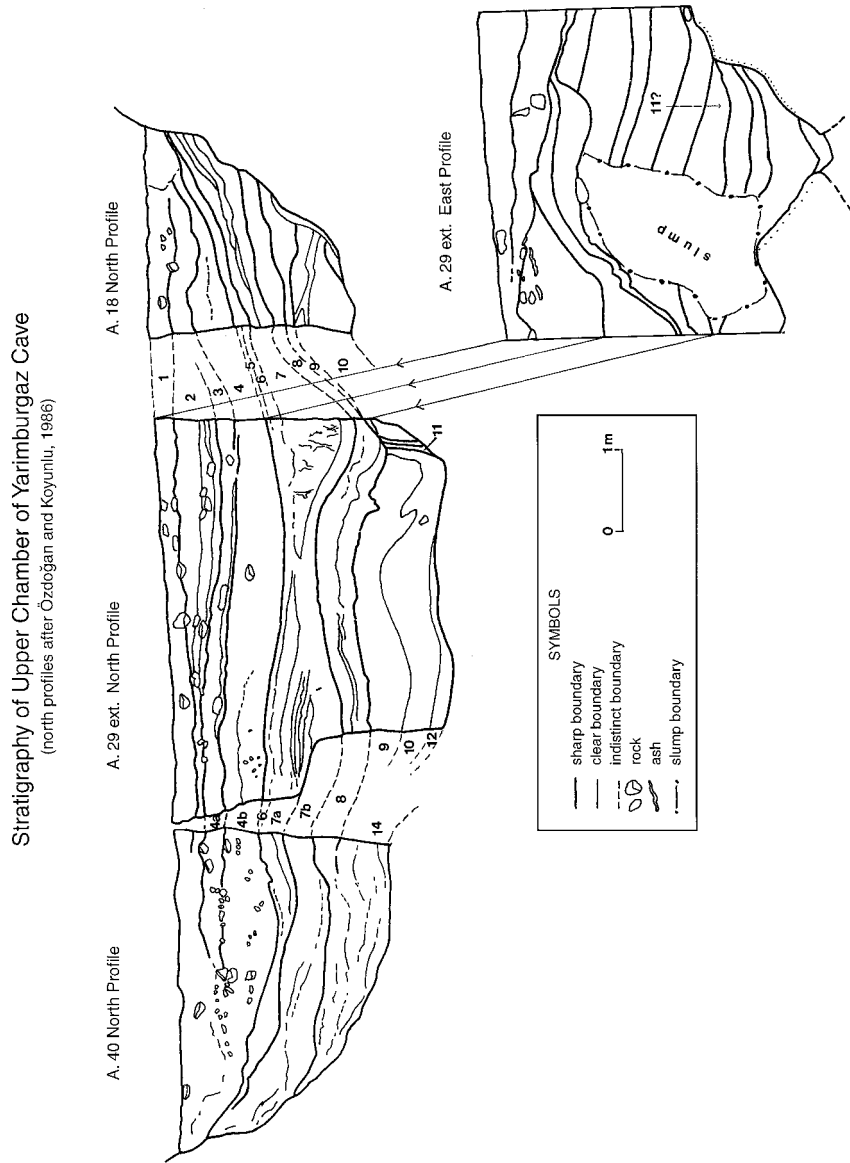 Stratigraphy of Upper Chamber of Yarimburgaz Cave
(north profiles after Özdoğan and Koyunlu, 1986)
A. 40 North Profile
A. 29 ext. North Profile
A. 18 North Profile
4a
4b
6
7a
7b
8
14
9
10
12
1
2
3
4
5
6
7
8
9
10
11
A. 29 ext. East Profile
slump
11?
SYMBOLS
sharp boundary
clear boundary
indistinct boundary
rock
ash
slump boundary
0 1m